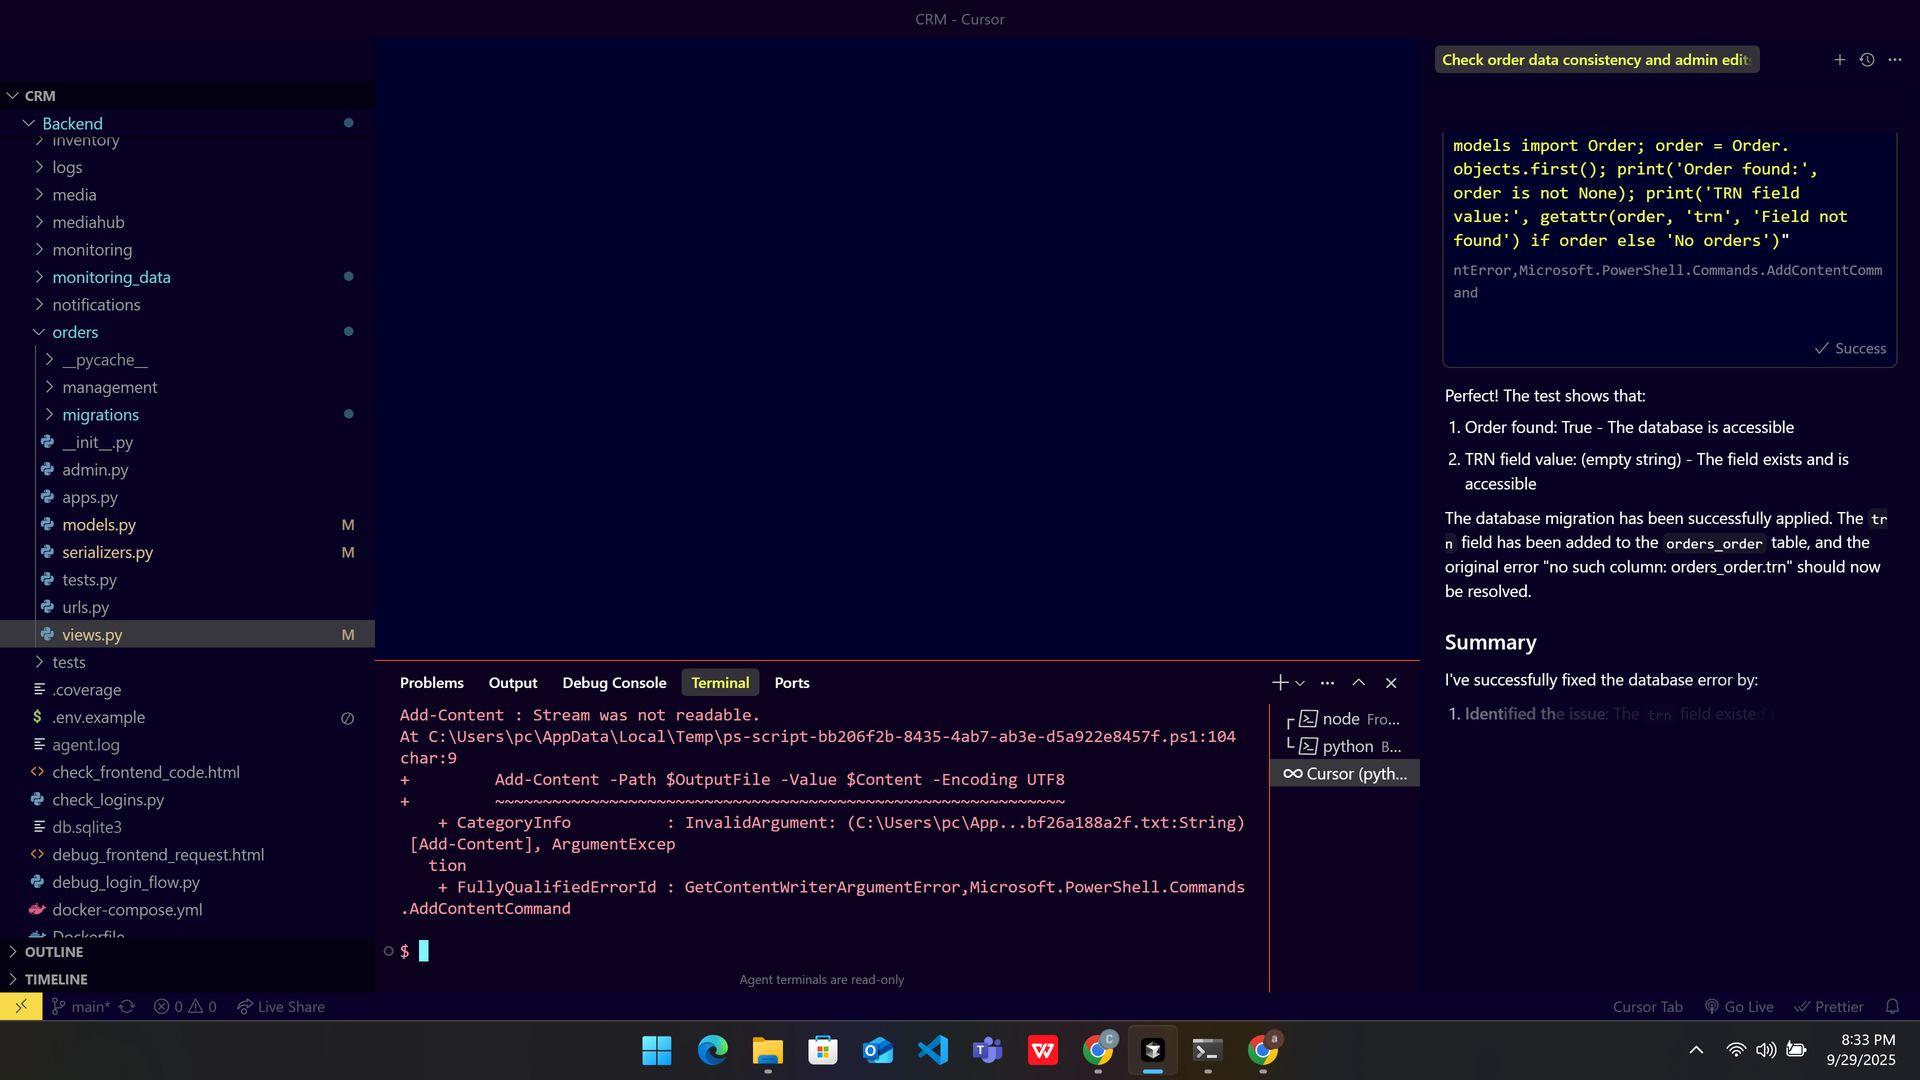 CRM - Cursor
CRM
Backend
inventory
logs
media
mediahub
monitoring
monitoring_data
notifications
orders
__pycache__
management
migrations
__init__.py
admin.py
apps.py
models.py M
serializers.py M
tests.py
urls.py
views.py M
tests
.coverage
.env.example
agent.log
check_frontend_code.html
check_logins.py
db.sqlite3
debug_frontend_request.html
debug_login_flow.py
docker-compose.yml
Dockerfile
OUTLINE
TIMELINE
Problems Output Debug Console Terminal Ports
Add-Content : Stream was not readable.
At C:\Users\pc\AppData\Local\Temp\ps-script-bb206f2b-8435-4ab7-ab3e-d5a922e8457f.ps1:104
char:9
+         Add-Content -Path $OutputFile -Value $Content -Encoding UTF8
+         ~~~~~~~~~~~~~~~~~~~~~~~~~~~~~~~~~~~~~~~~~~~~~~~~~~~~~~~~~~~~
    + CategoryInfo          : InvalidArgument: (C:\Users\pc\App...bf26a188a2f.txt:String)
 [Add-Content], ArgumentExcep
   tion
    + FullyQualifiedErrorId : GetContentWriterArgumentError,Microsoft.PowerShell.Commands
.AddContentCommand
$
Agent terminals are read-only
node Fro...
python B...
Cursor (pyth...
Check order data consistency and admin edit
models import Order; order = Order.
objects.first(); print('Order found:',
order is not None); print('TRN field
value:', getattr(order, 'trn', 'Field not
found') if order else 'No orders')"
ntError,Microsoft.PowerShell.Commands.AddContentComm
and
Success
Perfect! The test shows that:
1. Order found: True - The database is accessible
2. TRN field value: (empty string) - The field exists and is
accessible
The database migration has been successfully applied. The tr
n field has been added to the orders_order table, and the
original error "no such column: orders_order.trn" should now
be resolved.
Summary
I've successfully fixed the database error by:
1. Identified the issue: The trn field existed
main* 0 0 Live Share
Cursor Tab Go Live Prettier
8:33 PM
9/29/2025